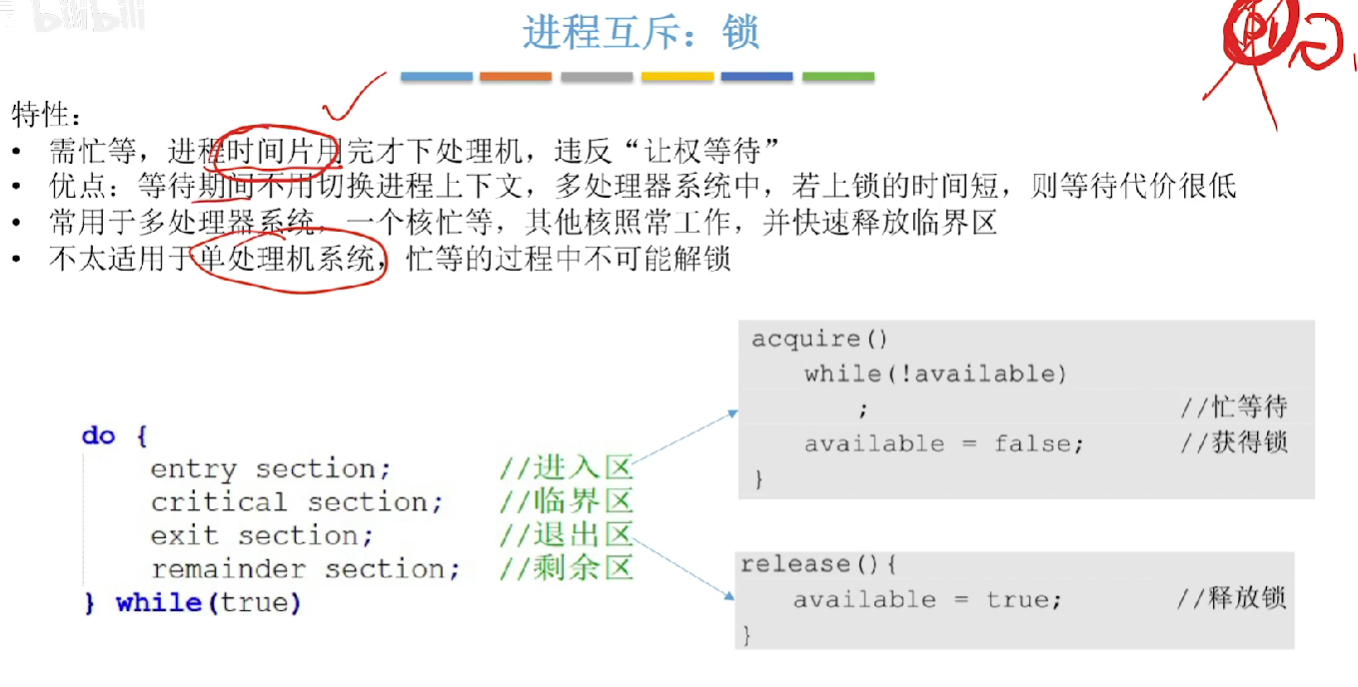 bilibili
进程互斥：锁
特性：
• 需忙等，进程时间片用完才下处理机，违反“让权等待”
• 优点：等待期间不用切换进程上下文，多处理器系统中，若上锁的时间短，则等待代价很低
• 常用于多处理器系统，一个核忙等，其他核照常工作，并快速释放临界区
• 不太适用于单处理机系统，忙等的过程中不可能解锁
do {
entry section; //进入区
critical section; //临界区
exit section; //退出区
remainder section; //剩余区
} while(true)
acquire()
while(!available)
; //忙等待
available = false; //获得锁
}
release(){
available = true; //释放锁
}